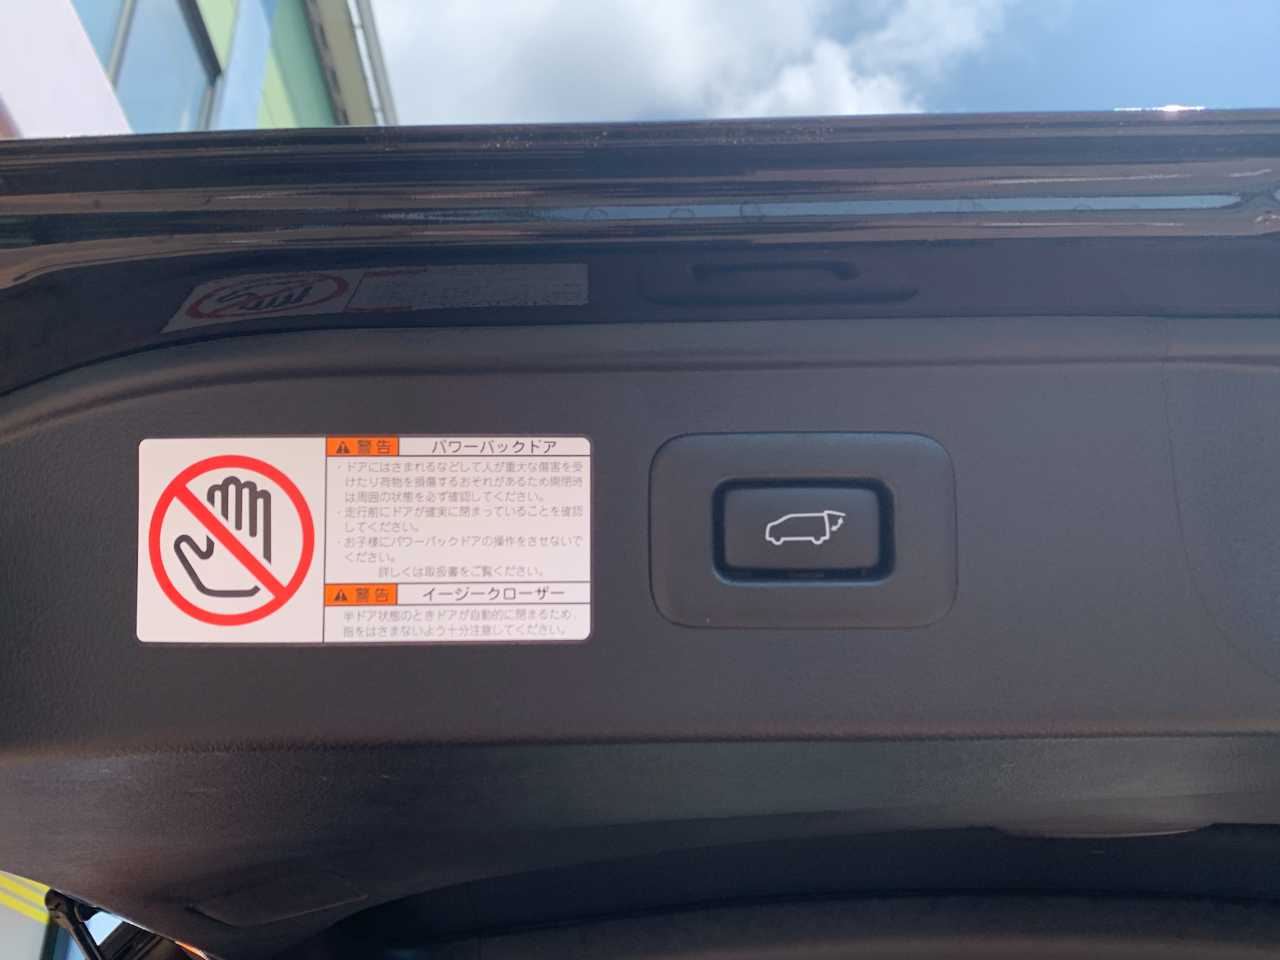 警告 パワーバックドア
・ドアにはさまれるなどして人が重大な傷害を受
けたり荷物を損傷するおそれがあるため開閉時
は周囲の状態を必ず確認してください。
・走行前にドアが確実に閉まっていることを確認
してください。
・お子様にパワーバックドアの操作をさせないで
ください。
詳しくは取扱書をご覧ください。
警告 イージークローザー
半ドア状態のときドアが自動的に閉まるため
指をはさまないよう十分注意してください。